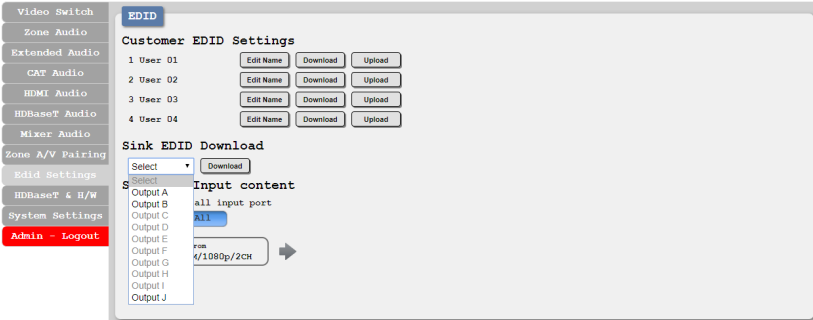 Video Switch
Zone Audio
Extended Audio
CAT Audio
HDMI Audio
HDBaseT Audio
Mixer Audio
Zone A/V Pairing
Edid Settings
HDBaseT & H/W
System Settings
Admin - Logout
EDID
Customer EDID Settings
1 User 01 Edit Name Download Upload
2 User 02 Edit Name Download Upload
3 User 03 Edit Name Download Upload
4 User 04 Edit Name Download Upload
Sink EDID Download
Select Download
Select
Output A
Output B
Output C
Output D
Output E
Output F
Output G
Output H
Output I
Output J
S Input content
all input port
All
/1080p/2CH